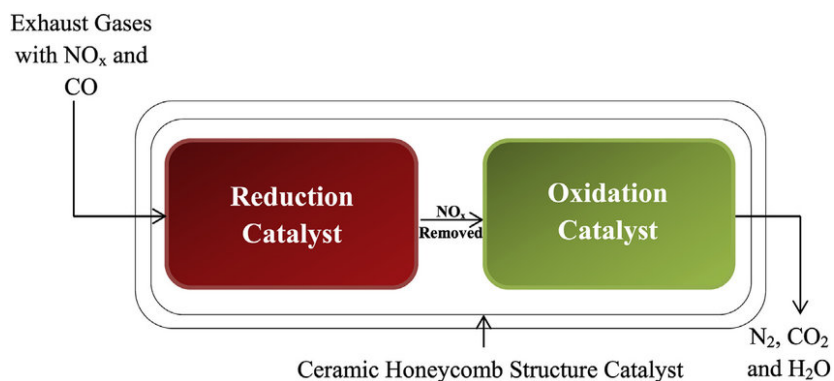 Exhaust Gases
with NOₓ and
CO
Reduction
Catalyst
NOₓ
Removed
Oxidation
Catalyst
N₂, CO₂
and H₂O
Ceramic Honeycomb Structure Catalyst